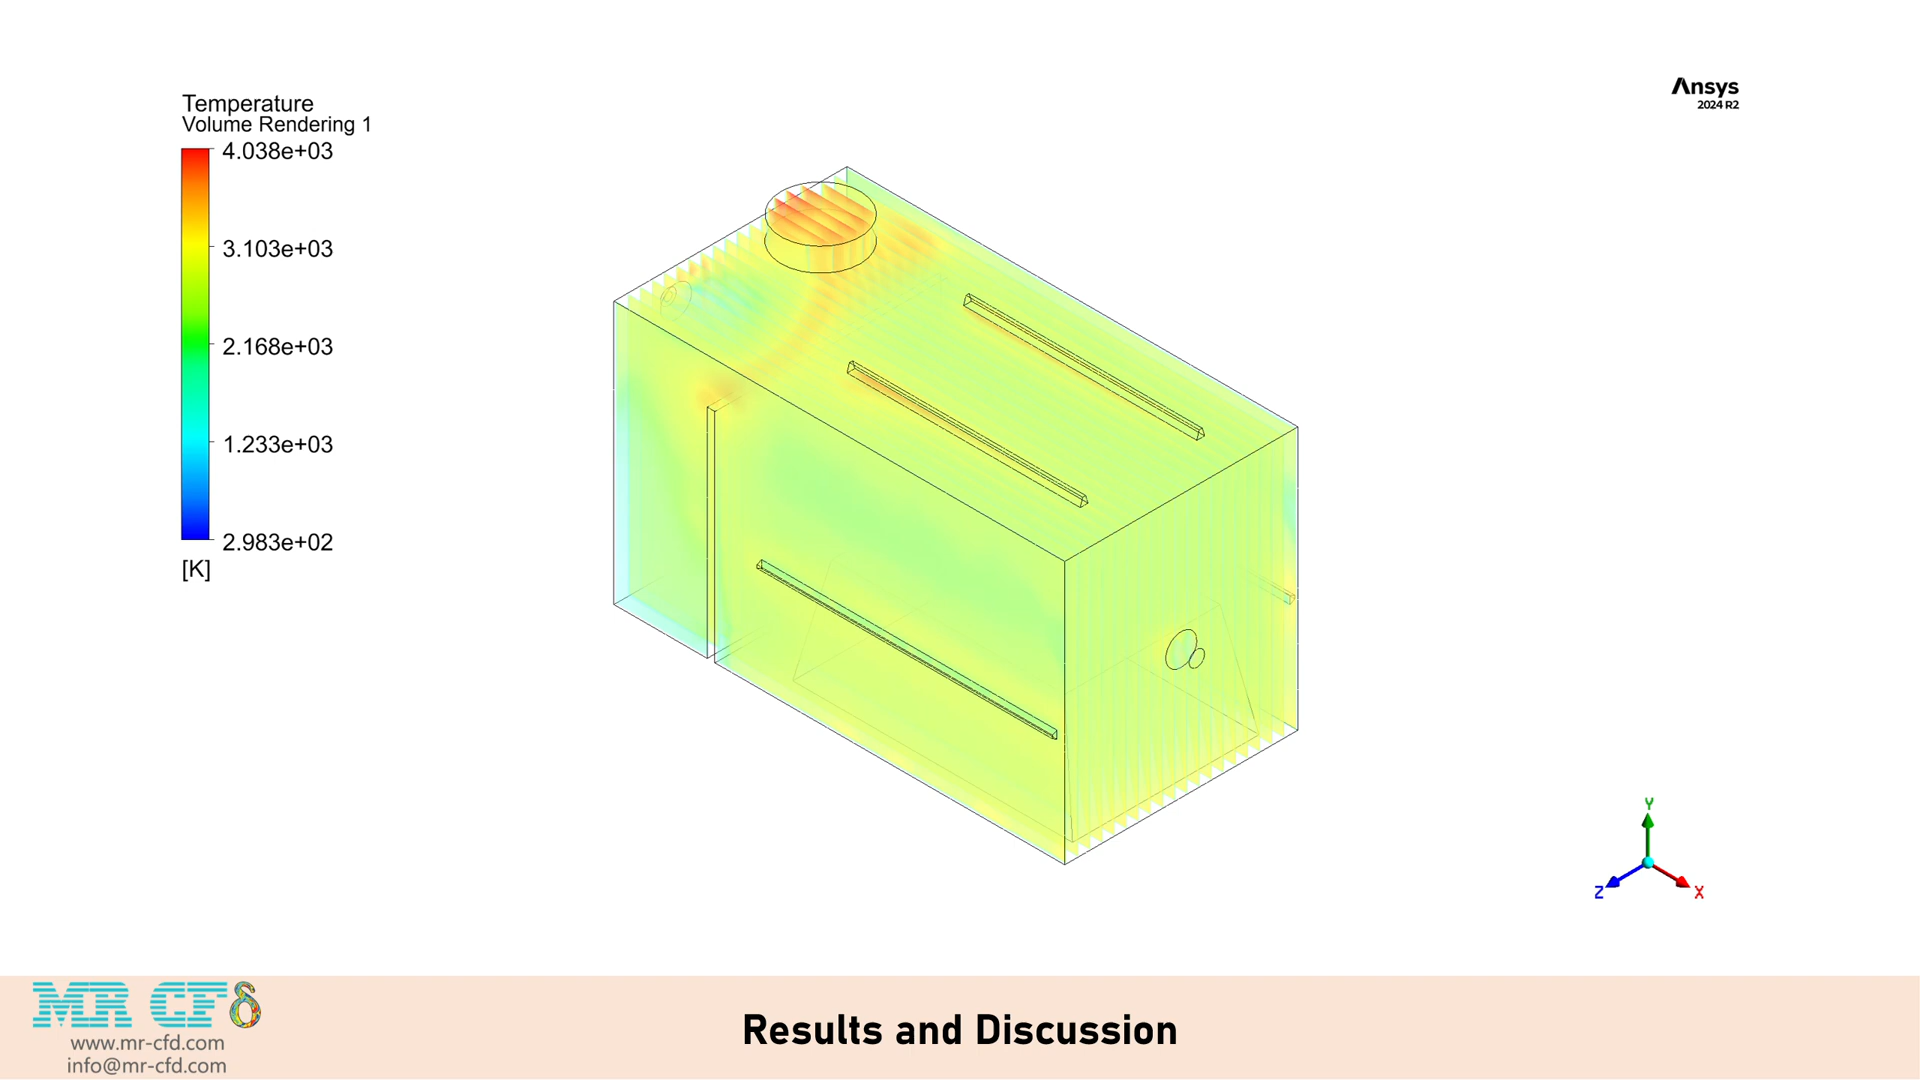 Temperature
Volume Rendering 1
4.038e+03
3.103e+03
2.168e+03
1.233e+03
2.983e+02
[K]
Ansys
2024 R2
Y
Z
X
MR CFδ
www.mr-cfd.com
info@mr-cfd.com
Results and Discussion